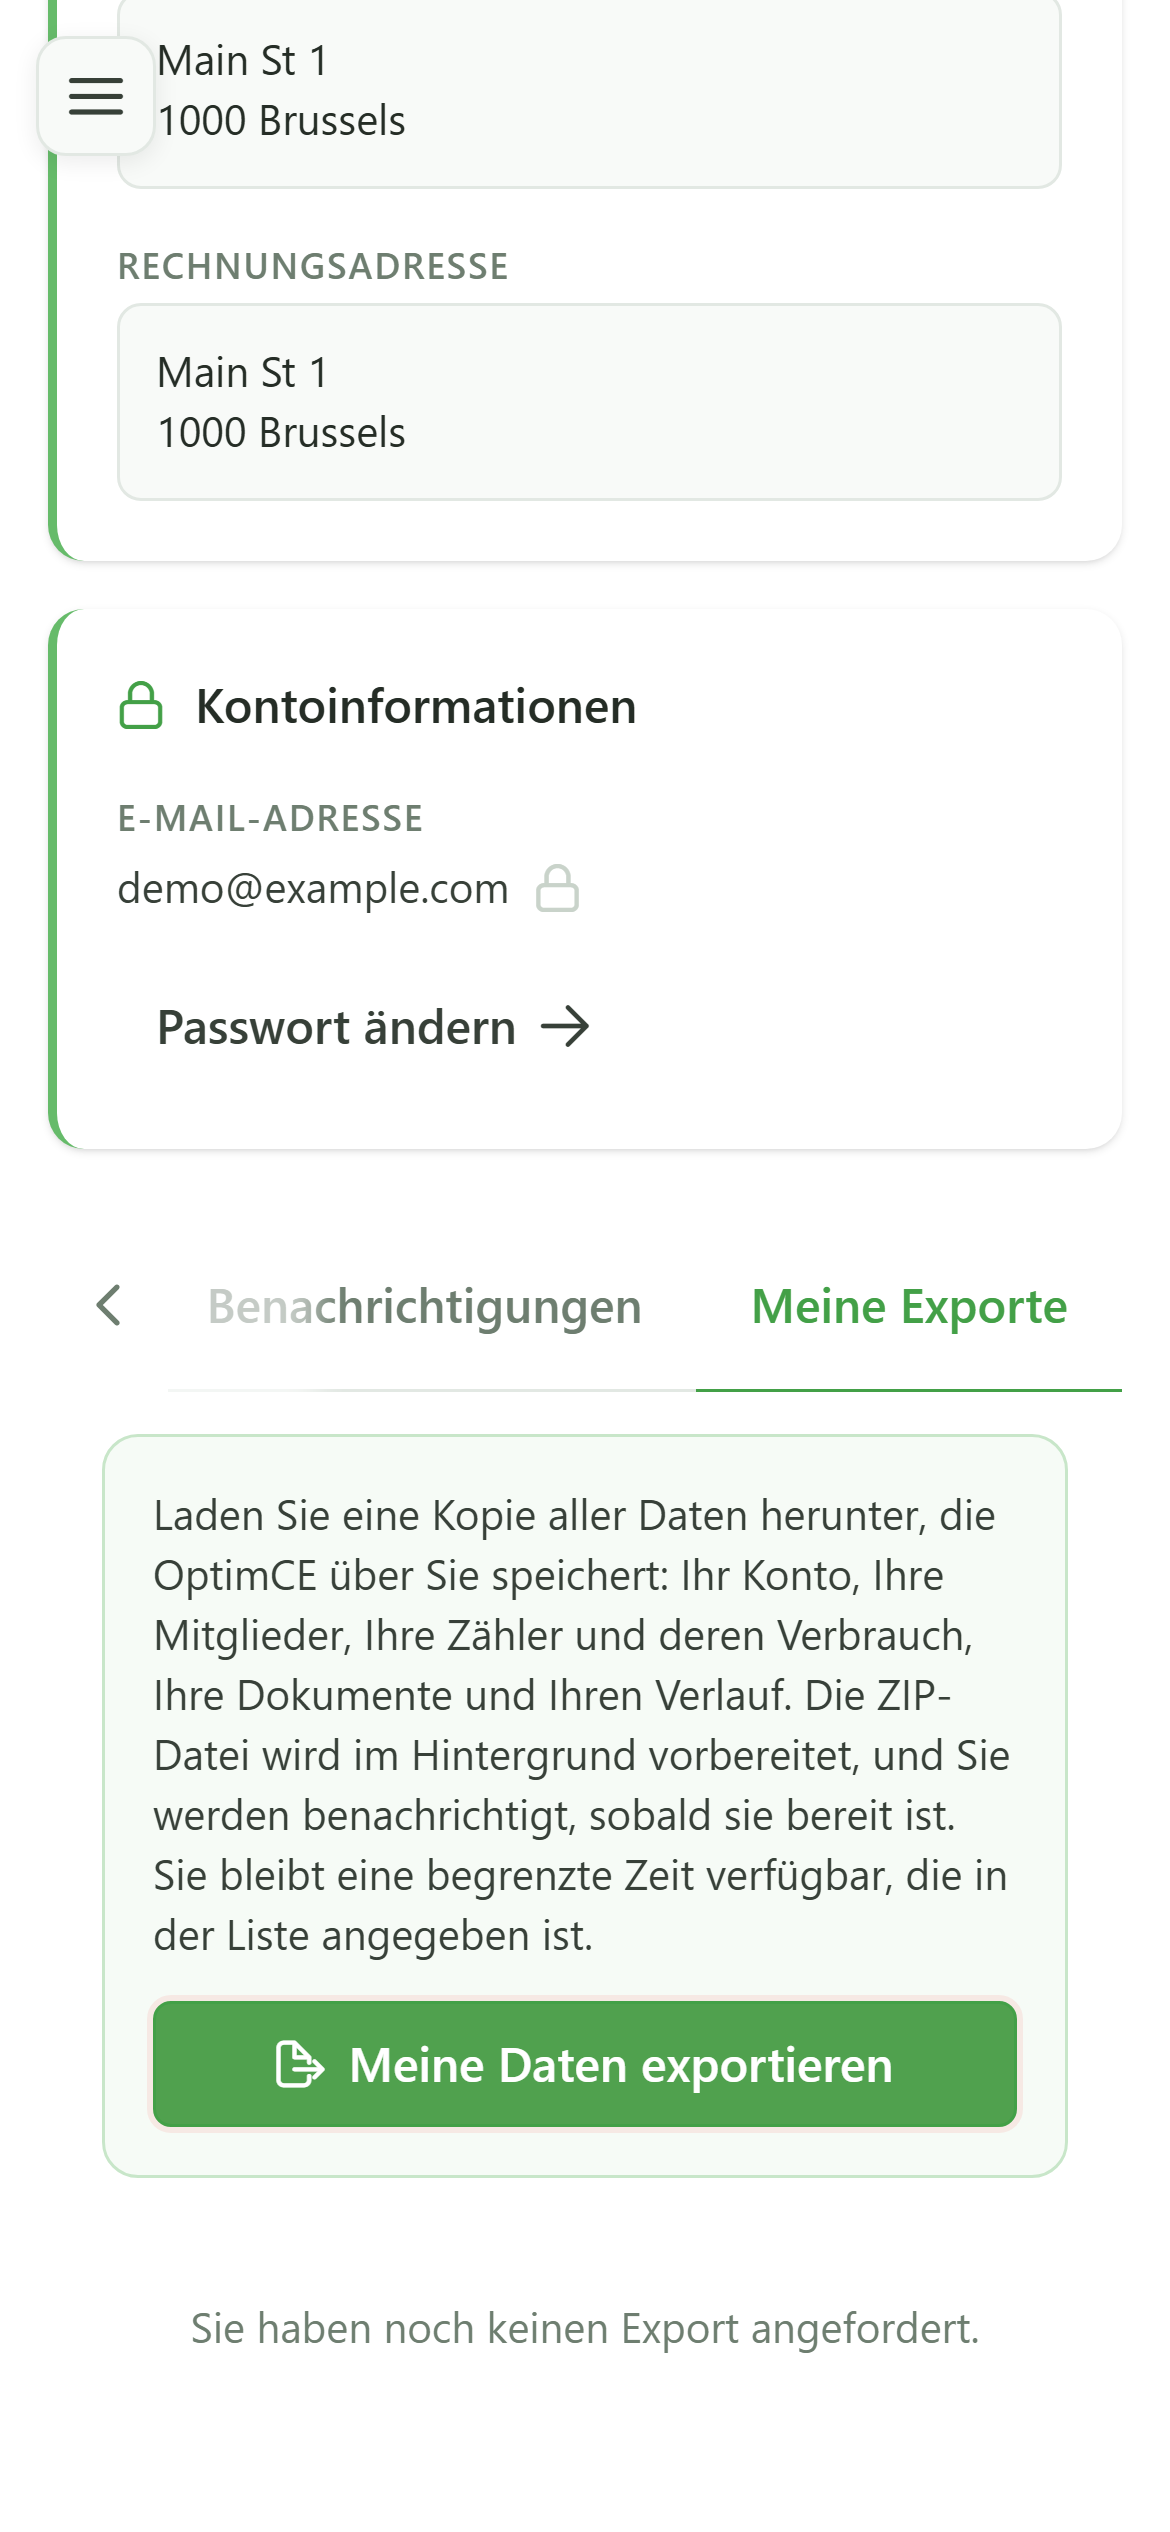 Main St 1
1000 Brussels
RECHNUNGSADRESSE
Main St 1
1000 Brussels
Kontoinformationen
E-MAIL-ADRESSE
demo@example.com
Passwort ändern
Benachrichtigungen
Meine Exporte
Laden Sie eine Kopie aller Daten herunter, die
OptimCE über Sie speichert: Ihr Konto, Ihre
Mitglieder, Ihre Zähler und deren Verbrauch,
Ihre Dokumente und Ihren Verlauf. Die ZIP-
Datei wird im Hintergrund vorbereitet, und Sie
werden benachrichtigt, sobald sie bereit ist.
Sie bleibt eine begrenzte Zeit verfügbar, die in
der Liste angegeben ist.
Meine Daten exportieren
Sie haben noch keinen Export angefordert.